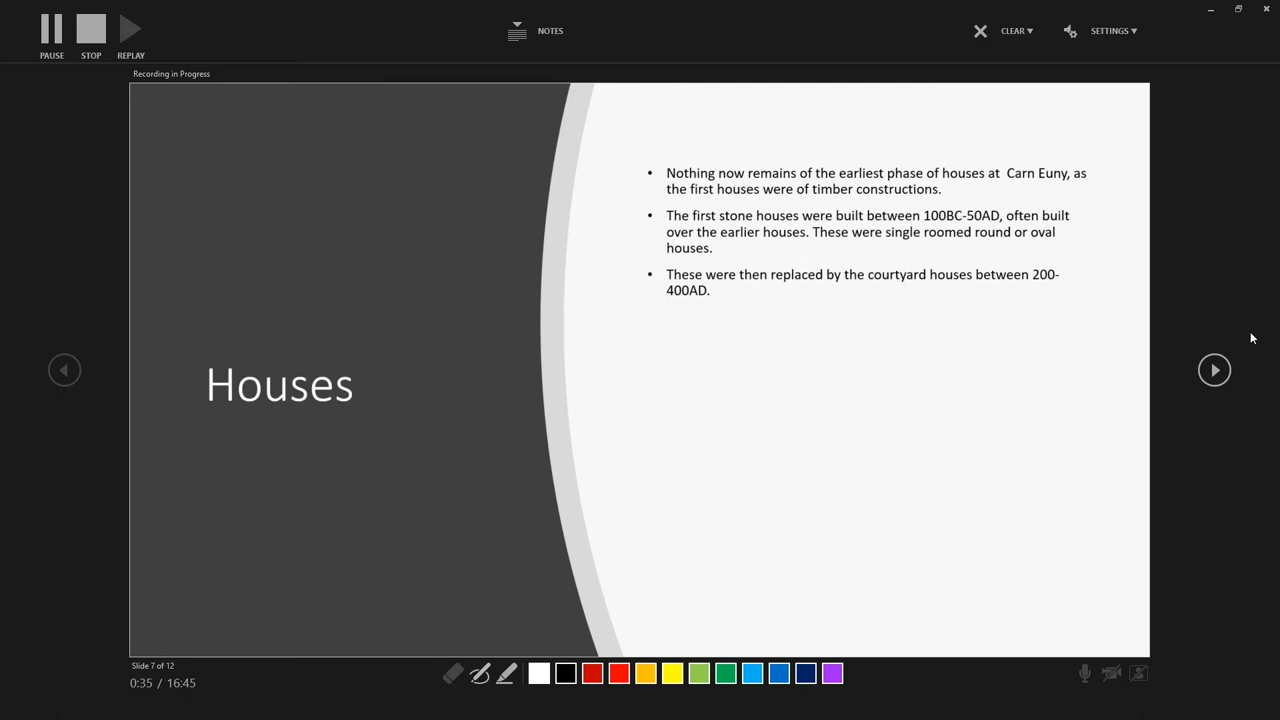 PAUSE STOP REPLAY
NOTES
CLEAR
SETTINGS
Recording in Progress
• Nothing now remains of the earliest phase of houses at  Carn Euny, as
the first houses were of timber constructions.
• The first stone houses were built between 100BC-50AD, often built
over the earlier houses. These were single roomed round or oval
houses.
• These were then replaced by the courtyard houses between 200-
400AD.
Houses
Slide 7 of 12
0:35 / 16:45